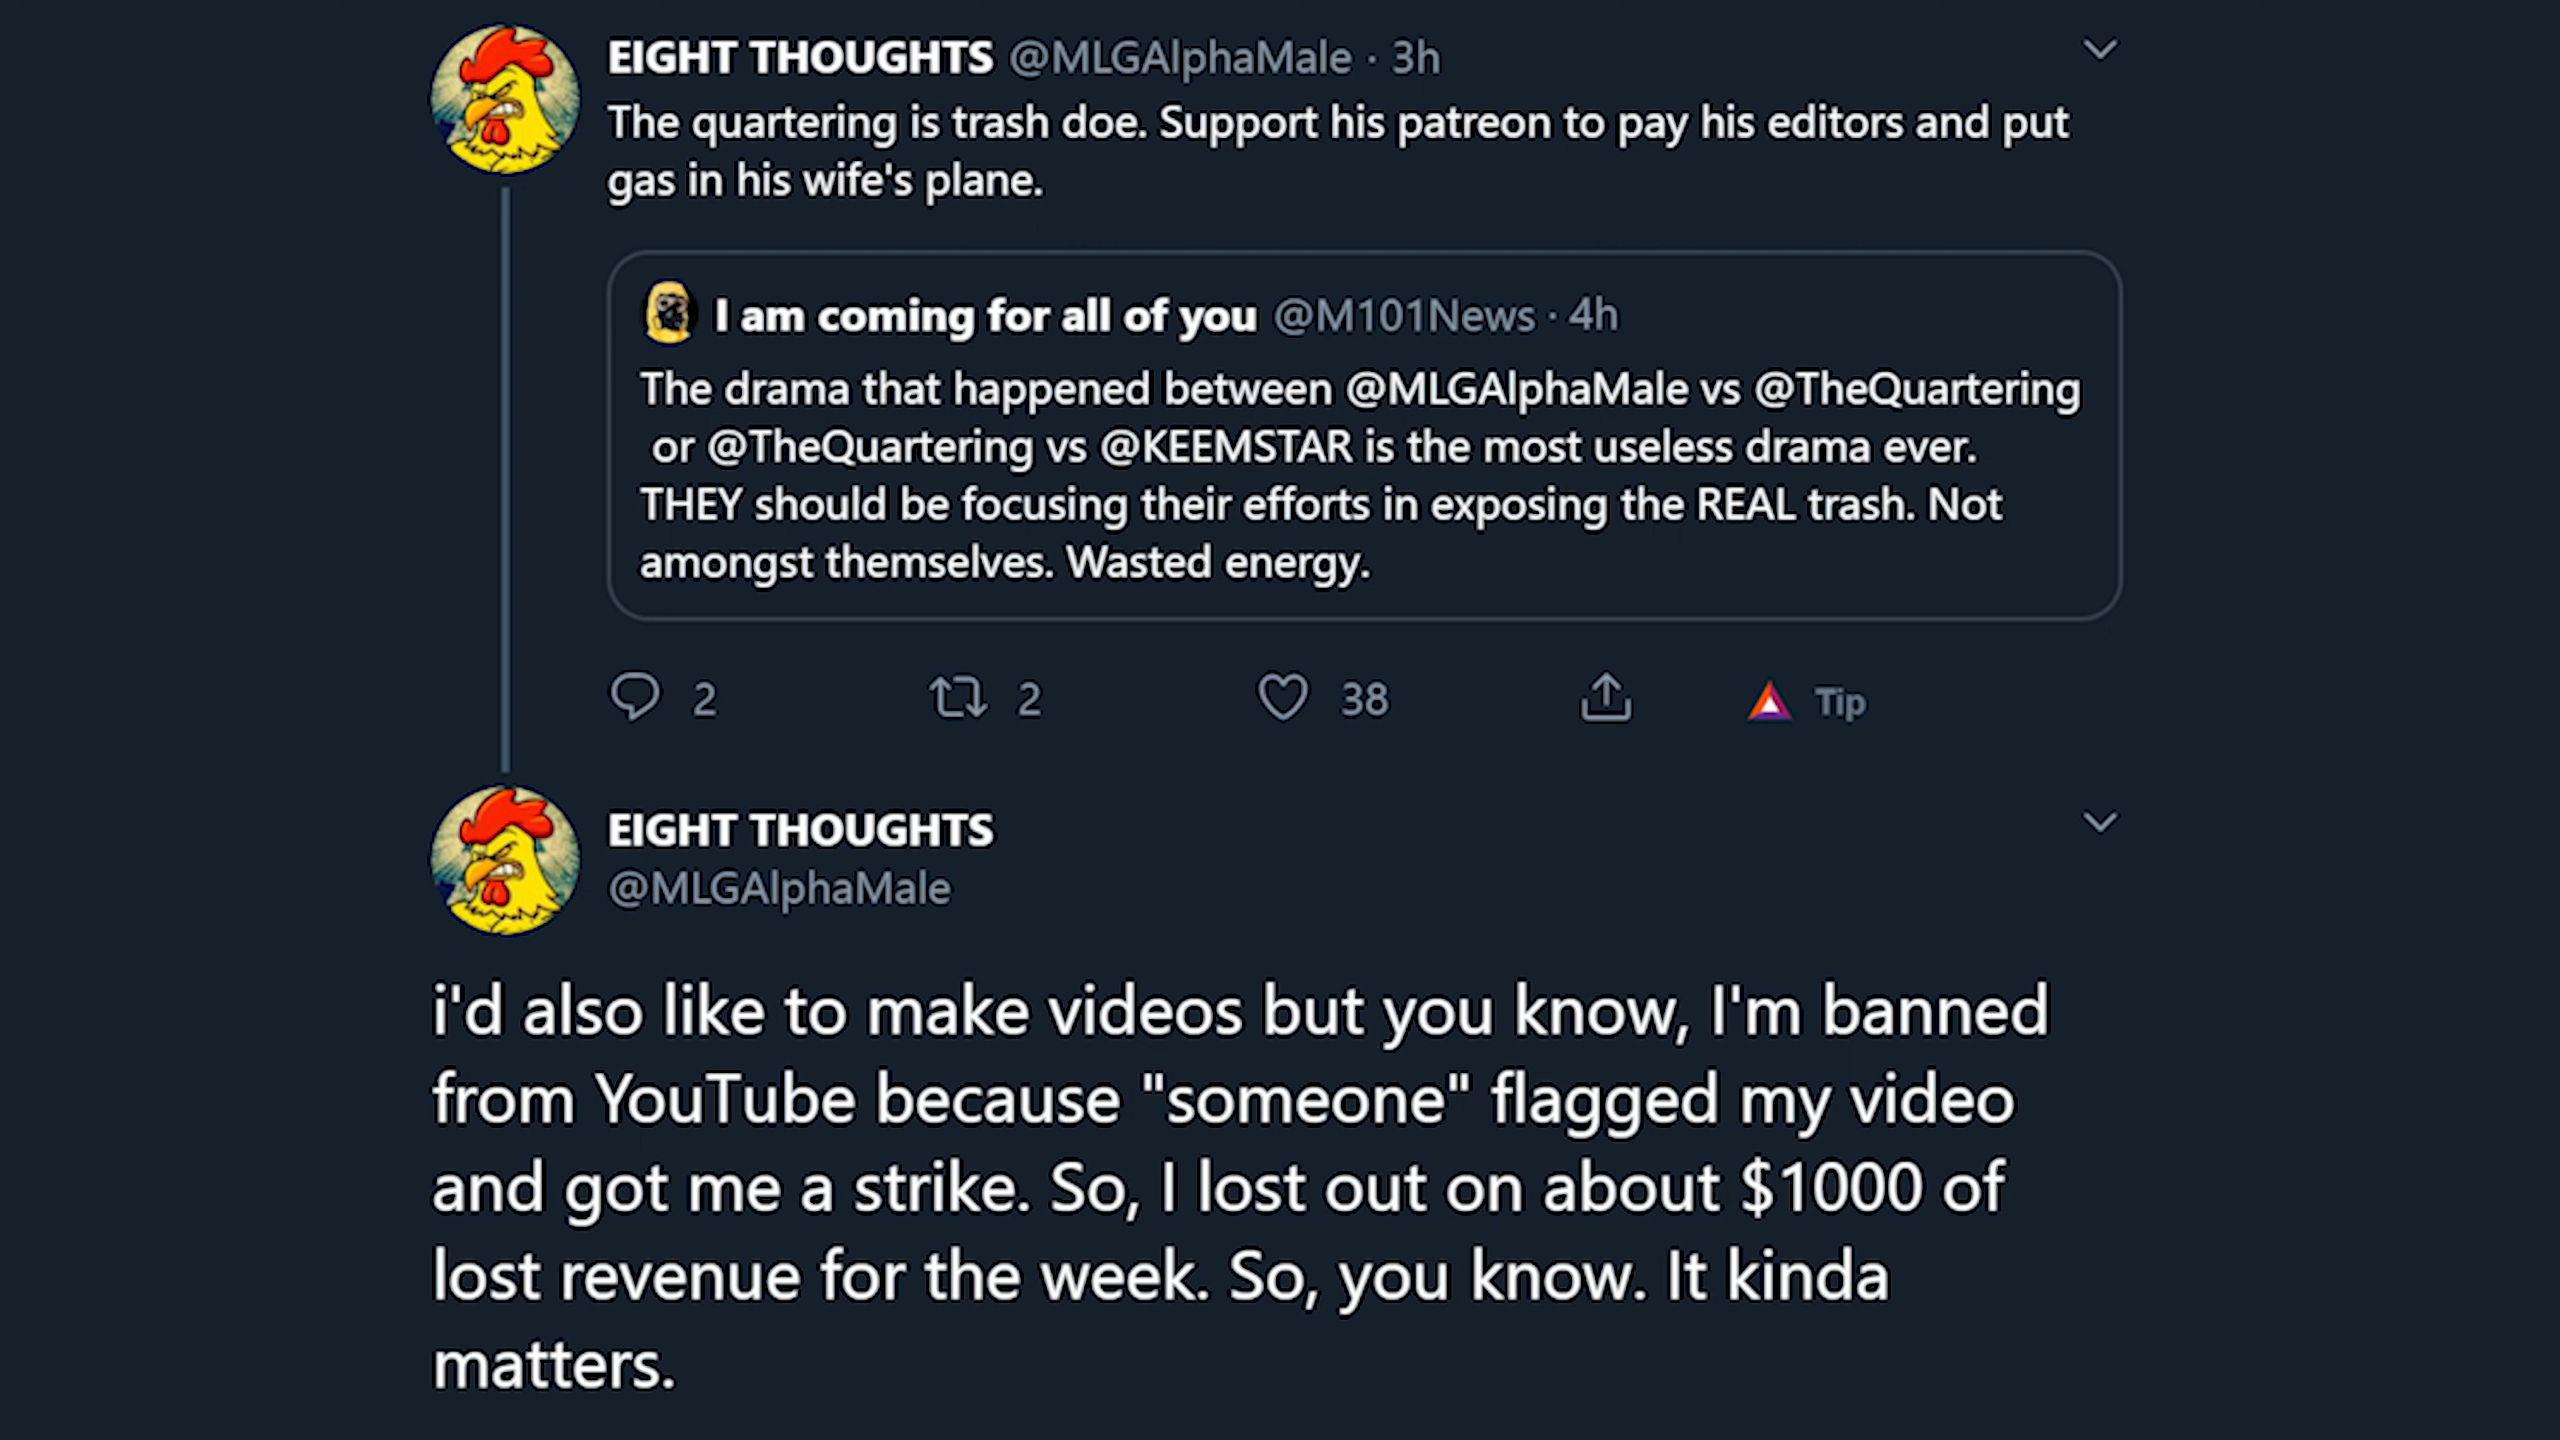 EIGHT THOUGHTS @MLGAlphaMale · 3h
The quartering is trash doe. Support his patreon to pay his editors and put
gas in his wife's plane.
I am coming for all of you @M101News · 4h
The drama that happened between @MLGAlphaMale vs @TheQuartering
or @TheQuartering vs @KEEMSTAR is the most useless drama ever.
THEY should be focusing their efforts in exposing the REAL trash. Not
amongst themselves. Wasted energy.
2 2 38 Tip
EIGHT THOUGHTS
@MLGAlphaMale
i'd also like to make videos but you know, I'm banned
from YouTube because "someone" flagged my video
and got me a strike. So, I lost out on about $1000 of
lost revenue for the week. So, you know. It kinda
matters.